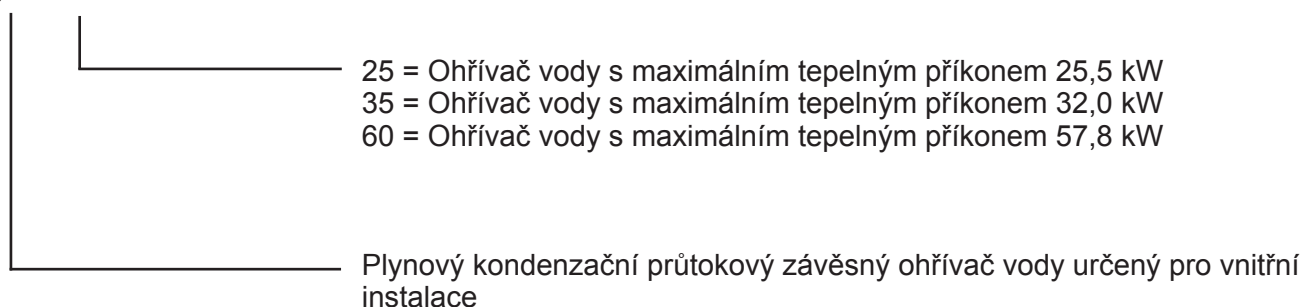 25 = Ohřívač vody s maximálním tepelným příkonem 25,5 kW
35 = Ohřívač vody s maximálním tepelným příkonem 32,0 kW
60 = Ohřívač vody s maximálním tepelným příkonem 57,8 kW
Plynový kondenzační průtokový závěsný ohřívač vody určený pro vnitřní
instalace